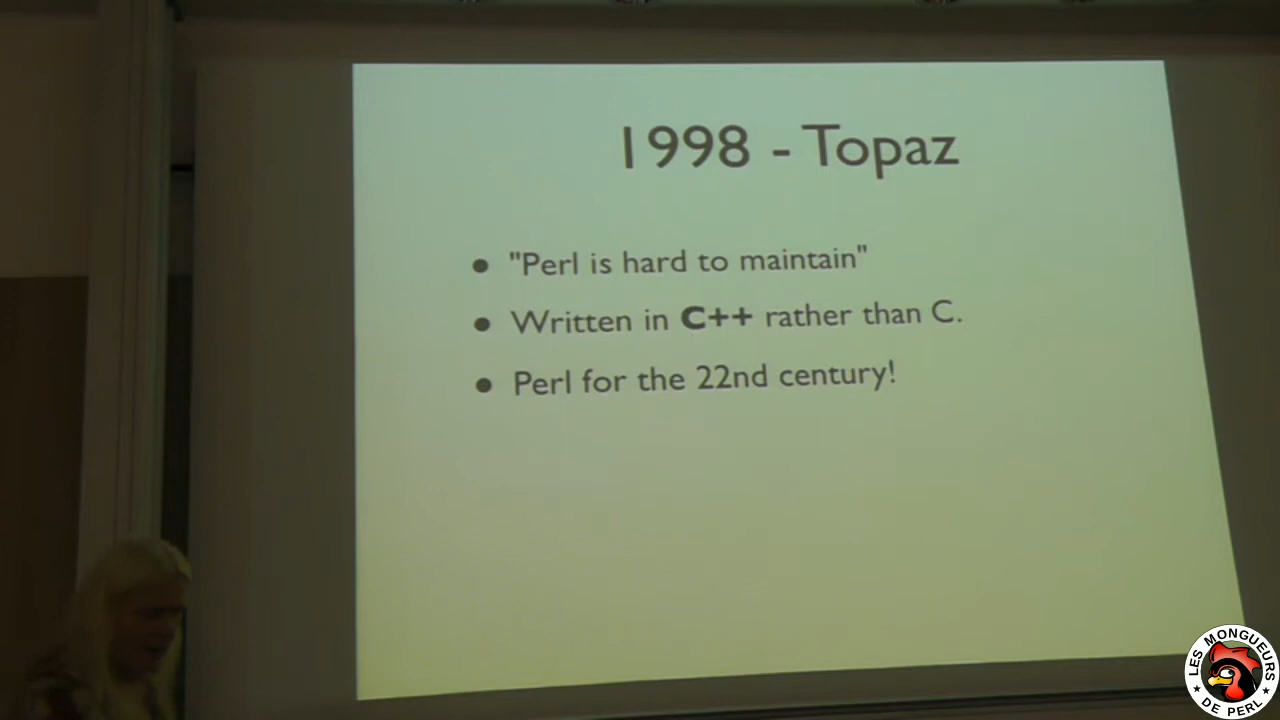 1998 - Topaz
"Perl is hard to maintain"
Written in C++ rather than C.
Perl for the 22nd century!
LES MONGUEURS
DE PERL